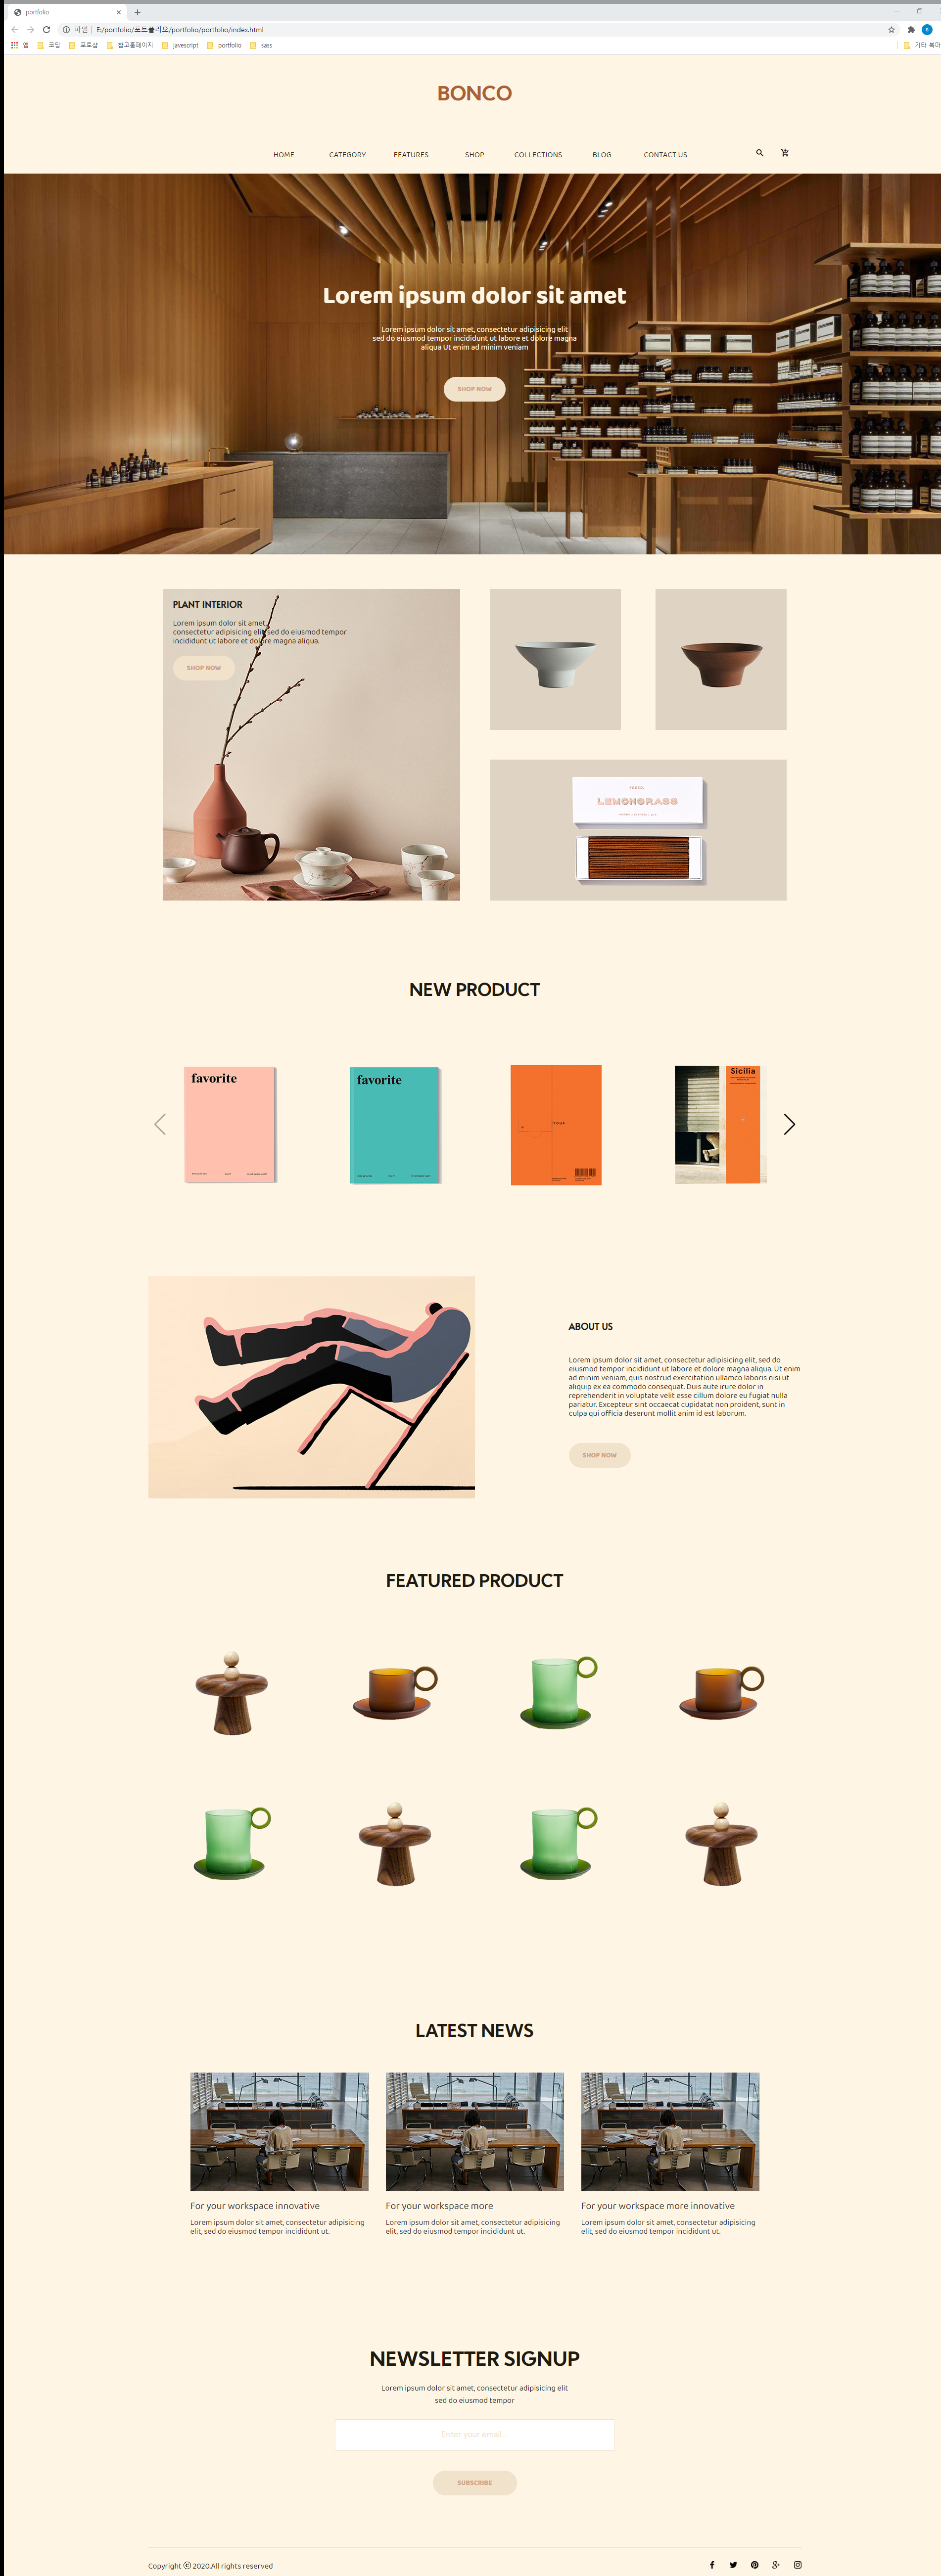 portfolio
파일 | E:/portfolio/포트폴리오/portfolio/portfolio/index.html
앱 코딩 포토샵 참고홈페이지 javescript portfolio sass 기타 북마
BONCO
HOME CATEGORY FEATURES SHOP COLLECTIONS BLOG CONTACT US
Lorem ipsum dolor sit amet
Lorem ipsum dolor sit amet, consectetur adipisicing elit
sed do eiusmod tempor incididunt ut labore et dolore magna
aliqua Ut enim ad minim veniam
SHOP NOW
PLANT INTERIOR
Lorem ipsum dolor sit amet,
consectetur adipisicing elit, sed do eiusmod tempor
incididunt ut labore et dolore magna aliqua.
SHOP NOW
LEMONGRASS
NEW PRODUCT
favorite
favorite
TOUR
Sicilia
ABOUT US
Lorem ipsum dolor sit amet, consectetur adipisicing elit, sed do
eiusmod tempor incididunt ut labore et dolore magna aliqua. Ut enim
ad minim veniam, quis nostrud exercitation ullamco laboris nisi ut
aliquip ex ea commodo consequat. Duis aute irure dolor in
reprehenderit in voluptate velit esse cillum dolore eu fugiat nulla
pariatur. Excepteur sint occaecat cupidatat non proident, sunt in
culpa qui officia deserunt mollit anim id est laborum.
SHOP NOW
FEATURED PRODUCT
LATEST NEWS
For your workspace innovative
Lorem ipsum dolor sit amet, consectetur adipisicing
elit, sed do eiusmod tempor incididunt ut.
For your workspace more
Lorem ipsum dolor sit amet, consectetur adipisicing
elit, sed do eiusmod tempor incididunt ut.
For your workspace more innovative
Lorem ipsum dolor sit amet, consectetur adipisicing
elit, sed do eiusmod tempor incididunt ut.
NEWSLETTER SIGNUP
Lorem ipsum dolor sit amet, consectetur adipisicing elit
sed do eiusmod tempor
Enter your email...
SUBSCRIBE
Copyright ⓒ 2020.All rights reserved